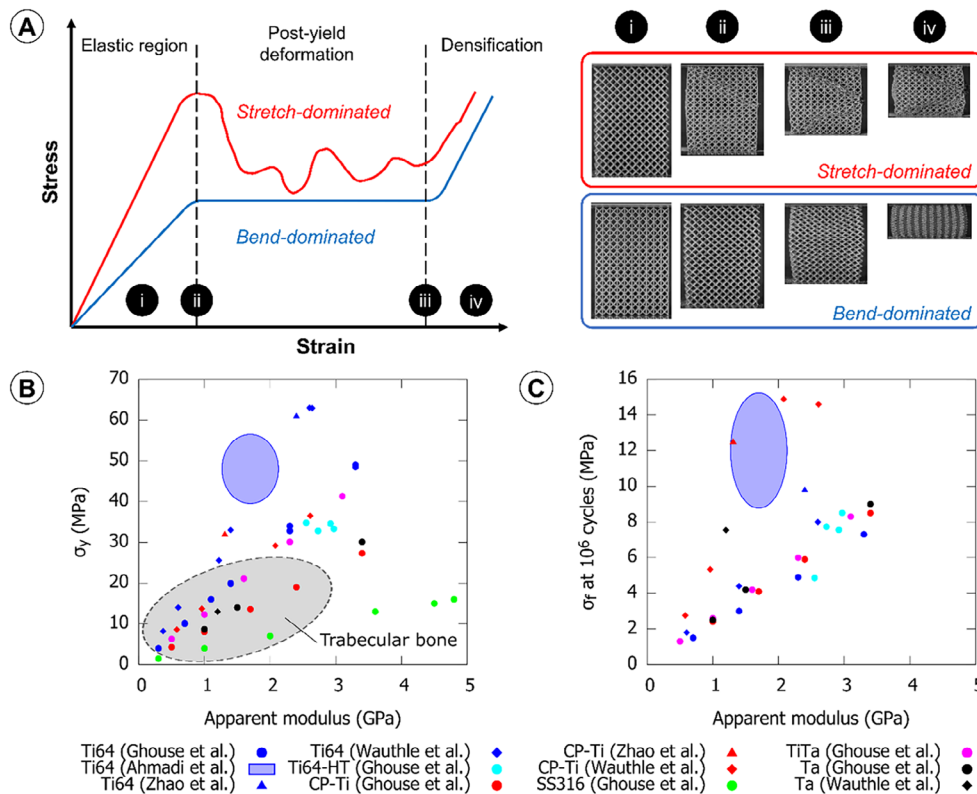 A
Elastic region
Post-yield
deformation
Densification
Stretch-dominated
Bend-dominated
i
ii
iii
iv
Stress
Strain
i
ii
iii
iv
Stretch-dominated
Bend-dominated
B
70
60
50
40
30
20
10
0
σy (MPa)
Trabecular bone
0
1
2
3
4
5
Apparent modulus (GPa)
C
16
14
12
10
8
6
4
2
0
σf at 10⁶ cycles (MPa)
0
1
2
3
4
5
Apparent modulus (GPa)
Ti64 (Ghouse et al.)
Ti64 (Ahmadi et al.)
Ti64 (Zhao et al.)
Ti64 (Wauthle et al.)
Ti64-HT (Ghouse et al.)
CP-Ti (Ghouse et al.)
CP-Ti (Zhao et al.)
CP-Ti (Wauthle et al.)
SS316 (Ghouse et al.)
TiTa (Ghouse et al.)
Ta (Ghouse et al.)
Ta (Wauthle et al.)